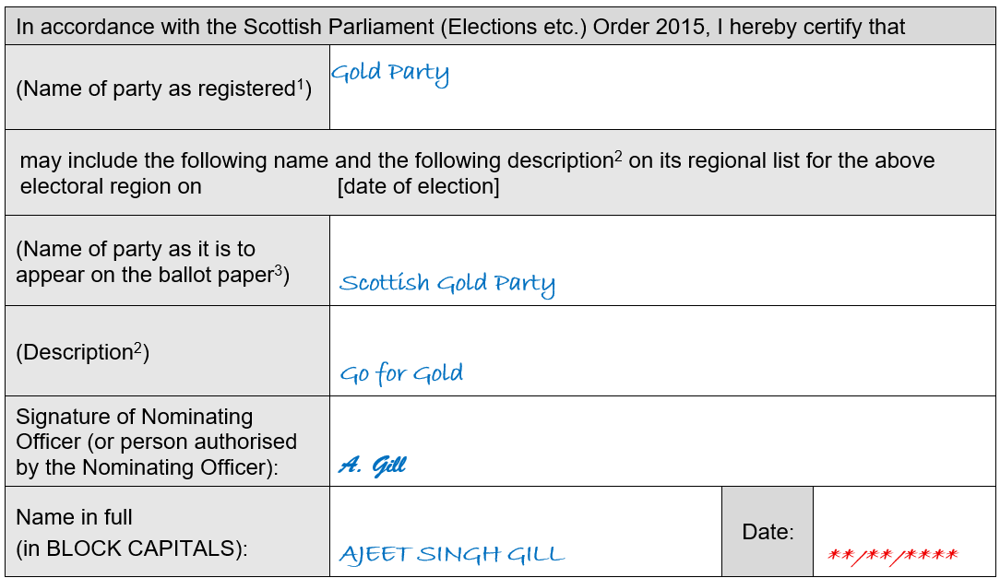 In accordance with the Scottish Parliament (Elections etc.) Order 2015, I hereby certify that
(Name of party as registered¹)
Gold Party
may include the following name and the following description² on its regional list for the above
electoral region on [date of election]
(Name of party as it is to
appear on the ballot paper³)
Scottish Gold Party
(Description²)
Go for Gold
Signature of Nominating
Officer (or person authorised
by the Nominating Officer):
A. Gill
Name in full
(in BLOCK CAPITALS):
AJEET SINGH GILL
Date:
**/**/****